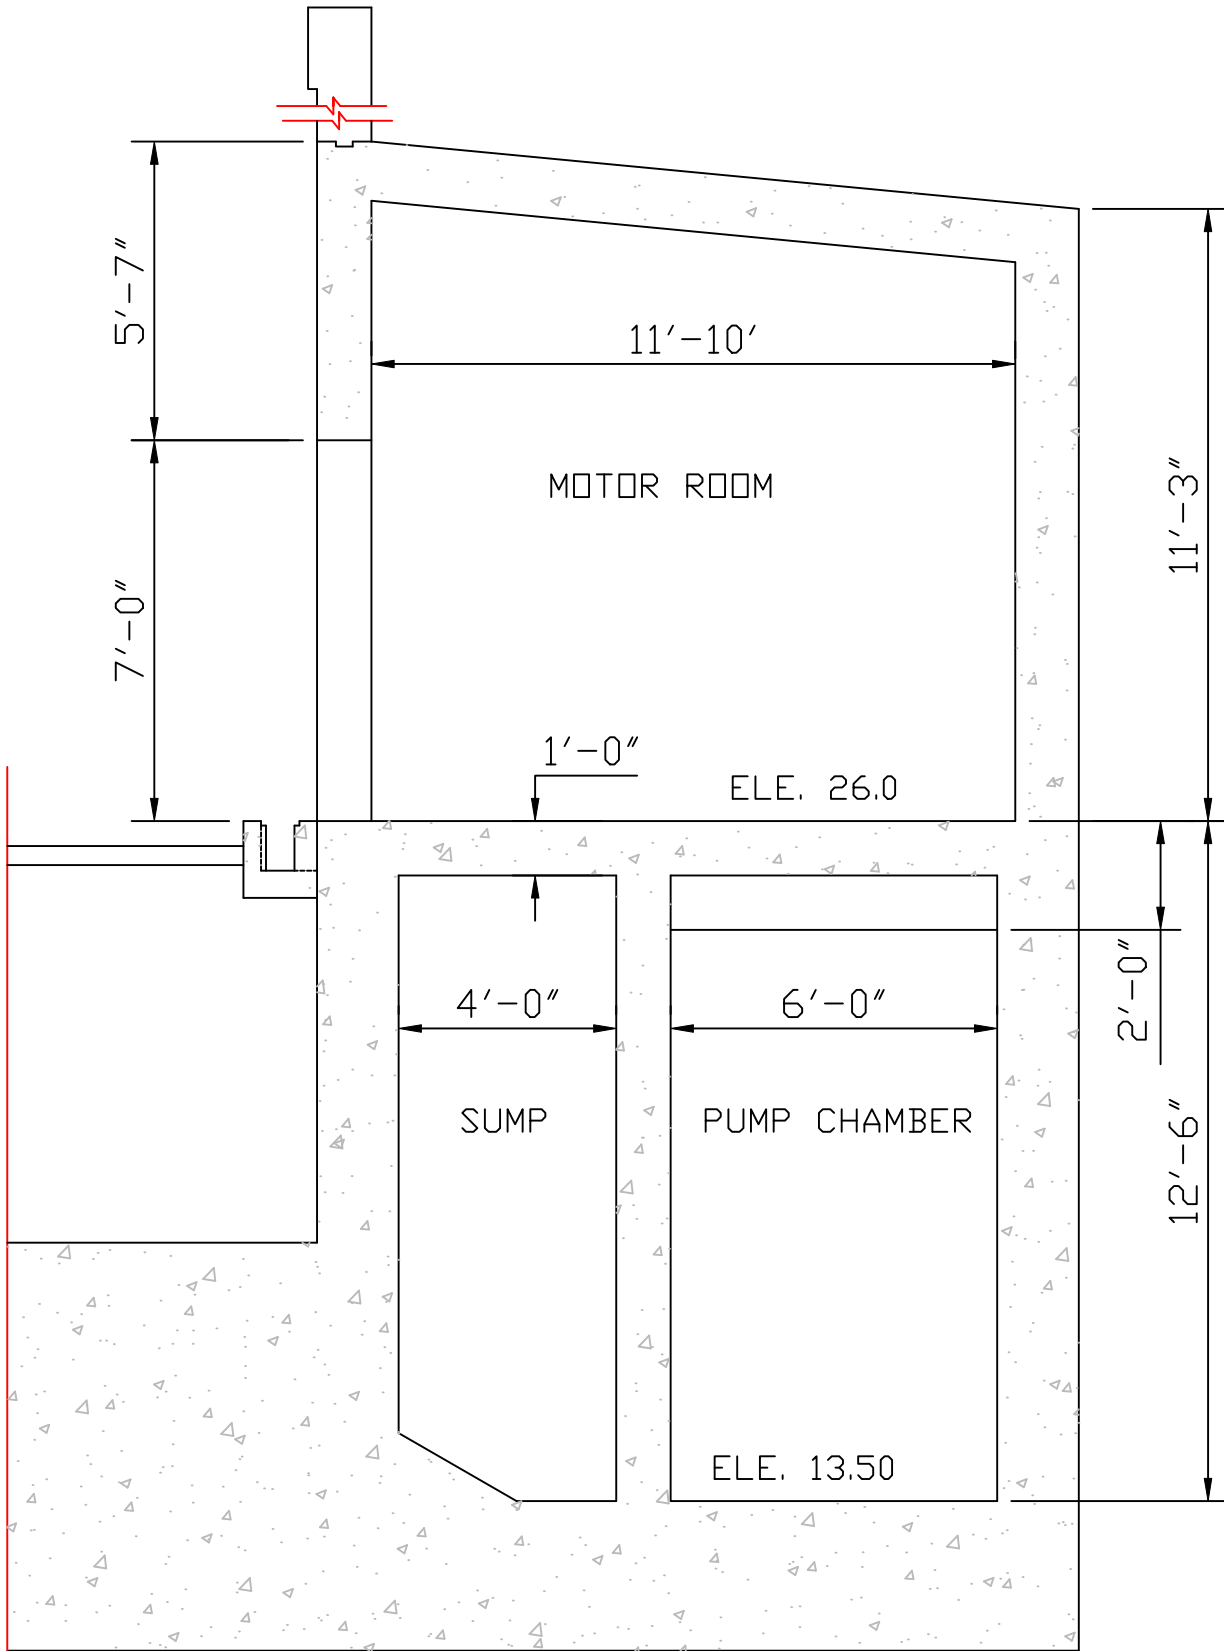 5'-7"
11'-10'
MOTOR ROOM
11'-3"
7'-0"
1'-0"
ELE. 26.0
2'-0"
4'-0"
6'-0"
SUMP
PUMP CHAMBER
12'-6"
ELE. 13.50